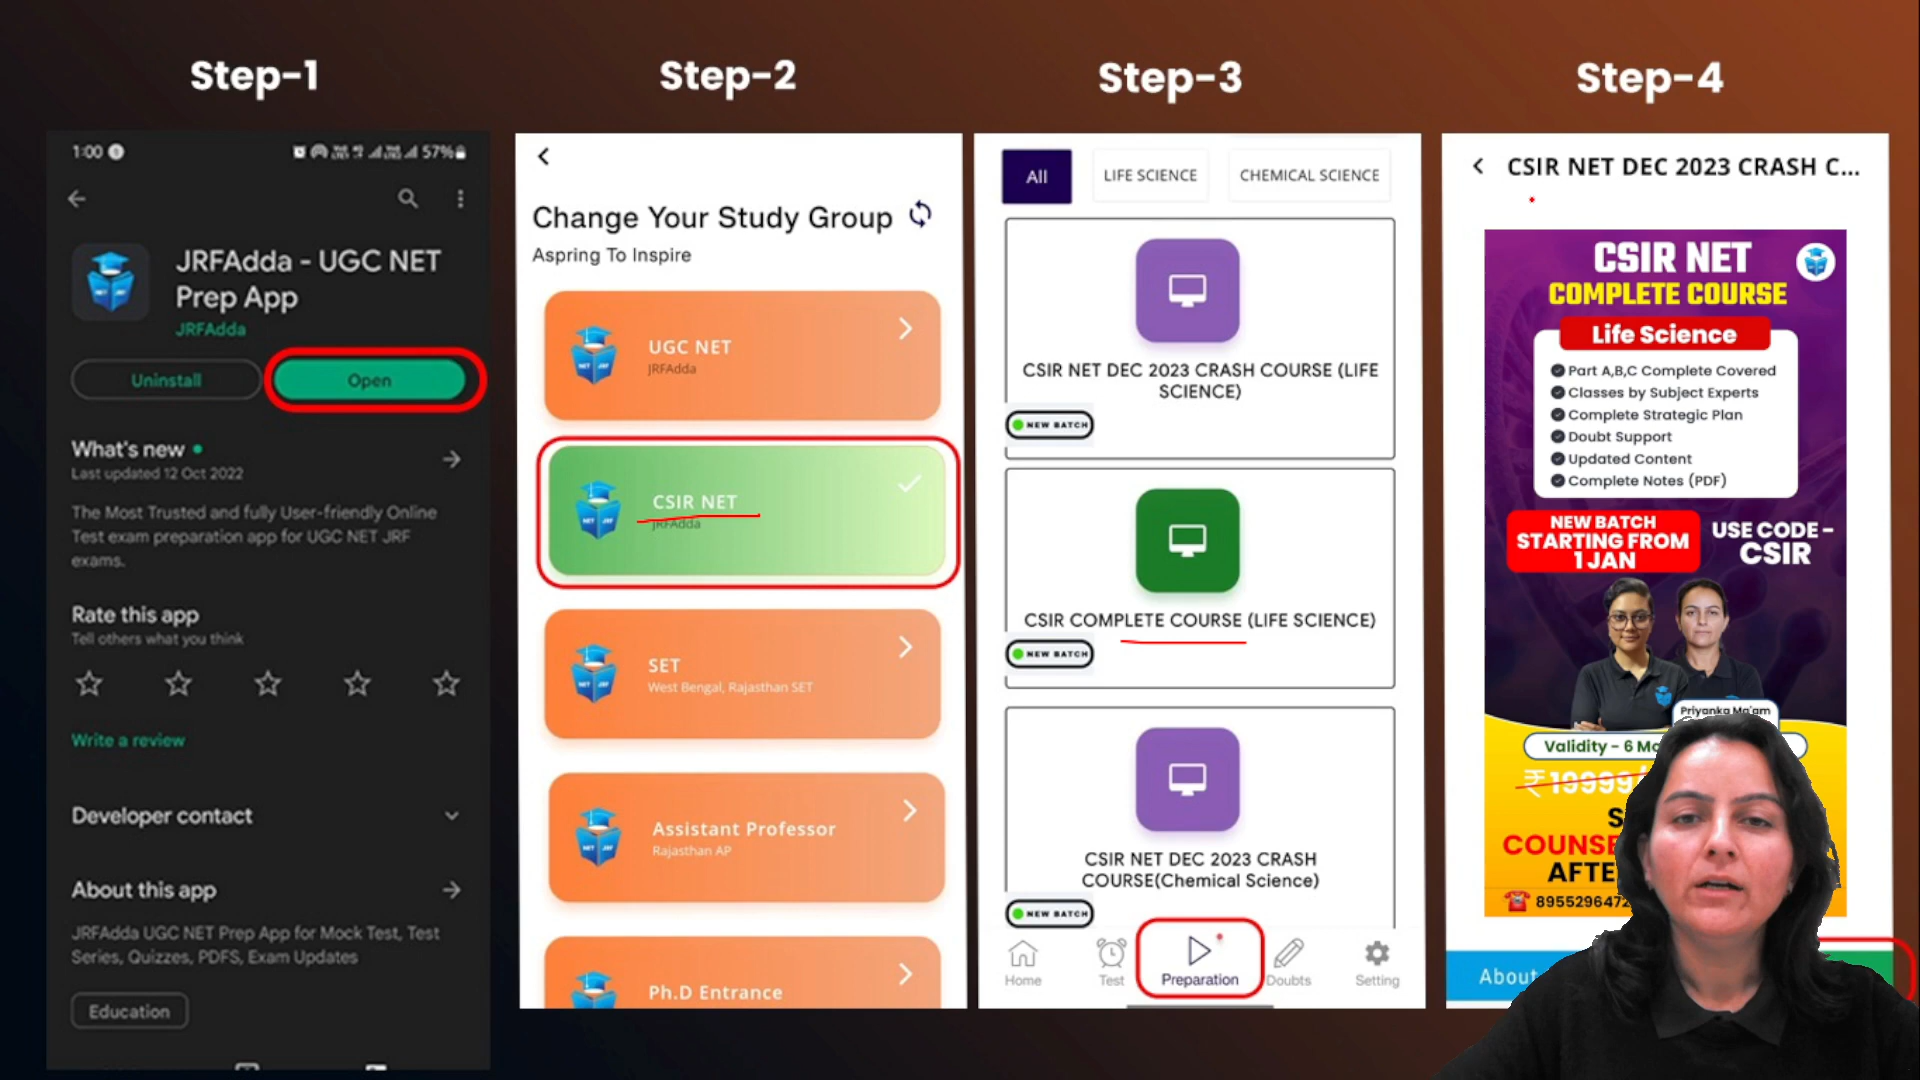 Step-1
Step-2
Step-3
Step-4
1:00
57%
JRFAdda - UGC NET
Prep App
JRFAdda
Uninstall
Open
What's new
Last updated 12 Oct 2022
The Most Trusted and fully User-friendly Online
Test exam preparation app for UGC NET JRF
exams.
Rate this app
Tell others what you think
Write a review
Developer contact
About this app
JRFAdda UGC NET Prep App for Mock Test, Test
Series, Quizzes, PDFS, Exam Updates
Education
Change Your Study Group
Aspring To Inspire
UGC NET
JRFAdda
CSIR NET
JRFAdda
SET
West Bengal, Rajasthan SET
Assistant Professor
Rajasthan AP
Ph.D Entrance
All
LIFE SCIENCE
CHEMICAL SCIENCE
CSIR NET DEC 2023 CRASH COURSE (LIFE
SCIENCE)
NEW BATCH
CSIR COMPLETE COURSE (LIFE SCIENCE)
NEW BATCH
CSIR NET DEC 2023 CRASH
COURSE(Chemical Science)
NEW BATCH
Home
Test
Preparation
Doubts
Setting
CSIR NET DEC 2023 CRASH C...
CSIR NET
COMPLETE COURSE
Life Science
Part A,B,C Complete Covered
Classes by Subject Experts
Complete Strategic Plan
Doubt Support
Updated Content
Complete Notes (PDF)
NEW BATCH
STARTING FROM
1 JAN
USE CODE -
CSIR
Priyanka Ma'am
Validity - 6
₹19999
COUNSE
AFTE
895529647
About